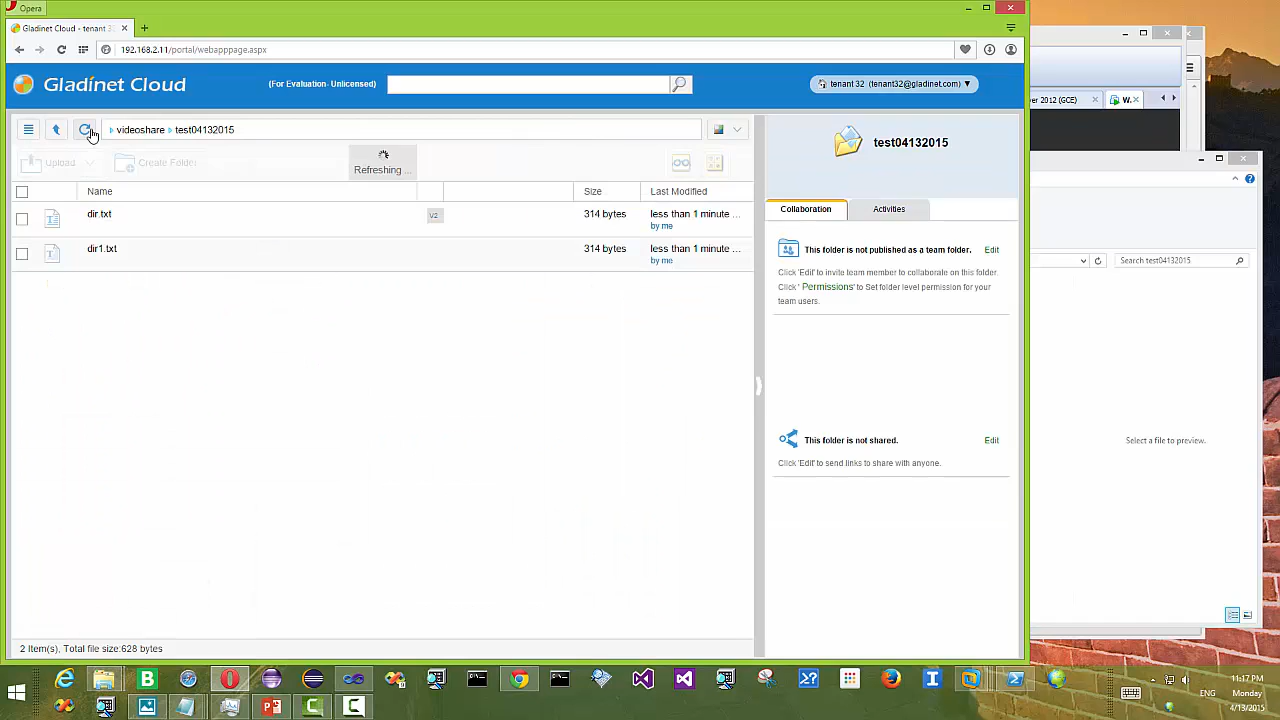 Opera
Gladinet Cloud - tenant 3
192.168.2.11/portal/webapppage.aspx
Gladinet Cloud
(For Evaluation- Unlicensed)
tenant 32 (tenant32@gladinet.com)
er 2012 (GCE)
W...
videoshare
test04132015
Upload
Create Folder
Refreshing ...
Name
Size
Last Modified
dir.txt
V2
314 bytes
less than 1 minute ...
by me
dir1.txt
314 bytes
less than 1 minute ...
by me
2 Item(s), Total file size:628 bytes
test04132015
Collaboration
Activities
This folder is not published as a team folder.
Edit
Click 'Edit' to invite team member to collaborate on this folder.
Click ' Permissions' to Set folder level permission for your
team users.
This folder is not shared.
Edit
Click 'Edit' to send links to share with anyone.
Search test04132015
Select a file to preview.
11:17 PM
ENG
Monday
4/13/2015